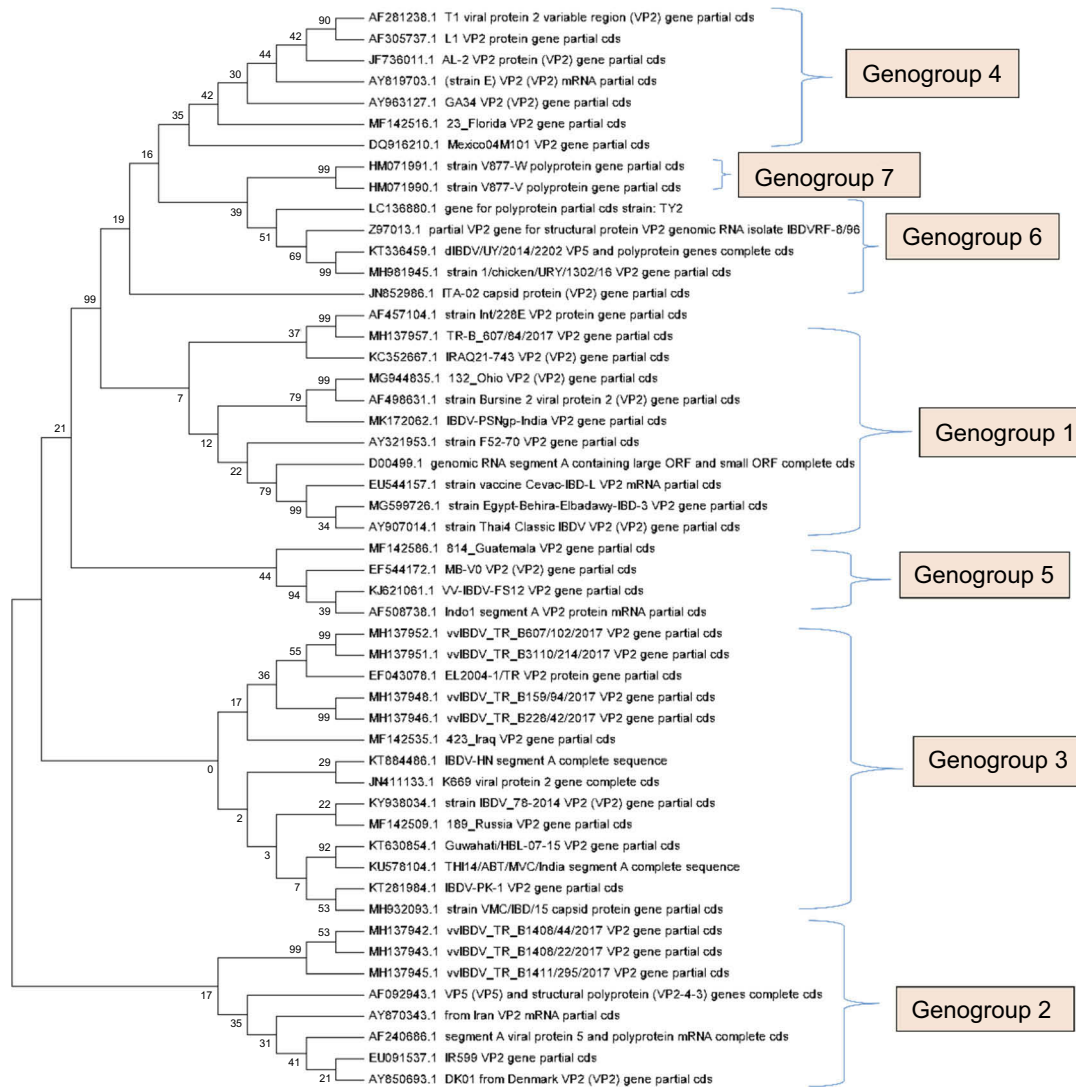 AF281238.1 T1 viral protein 2 variable region (VP2) gene partial cds
AF305737.1 L1 VP2 protein gene partial cds
JF736011.1 AL-2 VP2 protein (VP2) gene partial cds
AY819703.1 (strain E) VP2 (VP2) mRNA partial cds
AY963127.1 GA34 VP2 (VP2) gene partial cds
MF142516.1 23_Florida VP2 gene partial cds
DQ916210.1 Mexico04M101 VP2 gene partial cds
HM071991.1 strain V877-W polyprotein gene partial cds
HM071990.1 strain V877-V polyprotein gene partial cds
LC136880.1 gene for polyprotein partial cds strain: TY2
Z97013.1 partial VP2 gene for structural protein VP2 genomic RNA isolate IBDVRF-8/96
KT336459.1 dIBDV/UY/2014/2202 VP5 and polyprotein genes complete cds
MH981945.1 strain 1/chicken/URY/1302/16 VP2 gene partial cds
JN852986.1 ITA-02 capsid protein (VP2) gene partial cds
AF457104.1 strain Int/228E VP2 protein gene partial cds
MH137957.1 TR-B_607/84/2017 VP2 gene partial cds
KC352667.1 IRAQ21-743 VP2 (VP2) gene partial cds
MG944835.1 132_Ohio VP2 (VP2) gene partial cds
AF498631.1 strain Bursine 2 viral protein 2 (VP2) gene partial cds
MK172062.1 IBDV-PSNgp-India VP2 gene partial cds
AY321953.1 strain F52-70 VP2 gene partial cds
D00499.1 genomic RNA segment A containing large ORF and small ORF complete cds
EU544157.1 strain vaccine Cevac-IBD-L VP2 mRNA partial cds
MG599726.1 strain Egypt-Behira-Elbadawy-IBD-3 VP2 gene partial cds
AY907014.1 strain Thai4 Classic IBDV VP2 (VP2) gene partial cds
MF142586.1 814_Guatemala VP2 gene partial cds
EF544172.1 MB-V0 VP2 (VP2) gene partial cds
KJ621061.1 VV-IBDV-FS12 VP2 gene partial cds
AF508738.1 Indo1 segment A VP2 protein mRNA partial cds
MH137952.1 vvIBDV_TR_B607/102/2017 VP2 gene partial cds
MH137951.1 vvIBDV_TR_B3110/214/2017 VP2 gene partial cds
EF043078.1 EL2004-1/TR VP2 protein gene partial cds
MH137948.1 vvIBDV_TR_B159/94/2017 VP2 gene partial cds
MH137946.1 vvIBDV_TR_B228/42/2017 VP2 gene partial cds
MF142535.1 423_Iraq VP2 gene partial cds
KT884486.1 IBDV-HN segment A complete sequence
JN411133.1 K669 viral protein 2 gene complete cds
KY938034.1 strain IBDV_78-2014 VP2 (VP2) gene partial cds
MF142509.1 189_Russia VP2 gene partial cds
KT630854.1 Guwahati/HBL-07-15 VP2 gene partial cds
KU578104.1 THI14/ABT/MVC/India segment A complete sequence
KT281984.1 IBDV-PK-1 VP2 gene partial cds
MH932093.1 strain VMC/IBD/15 capsid protein gene partial cds
MH137942.1 vvIBDV_TR_B1408/44/2017 VP2 gene partial cds
MH137943.1 vvIBDV_TR_B1408/22/2017 VP2 gene partial cds
MH137945.1 vvIBDV_TR_B1411/295/2017 VP2 gene partial cds
AF092943.1 VP5 (VP5) and structural polyprotein (VP2-4-3) genes complete cds
AY870343.1 from Iran VP2 mRNA partial cds
AF240686.1 segment A viral protein 5 and polyprotein mRNA complete cds
EU091537.1 IR599 VP2 gene partial cds
AY850693.1 DK01 from Denmark VP2 (VP2) gene partial cds
Genogroup 4
Genogroup 7
Genogroup 6
Genogroup 1
Genogroup 5
Genogroup 3
Genogroup 2
90
42
44
30
42
35
16
99
39
19
51
69
99
99
99
37
7
99
79
12
22
79
99
34
21
44
94
39
99
55
36
17
99
0
29
2
22
3
92
7
53
53
99
17
35
31
41
21